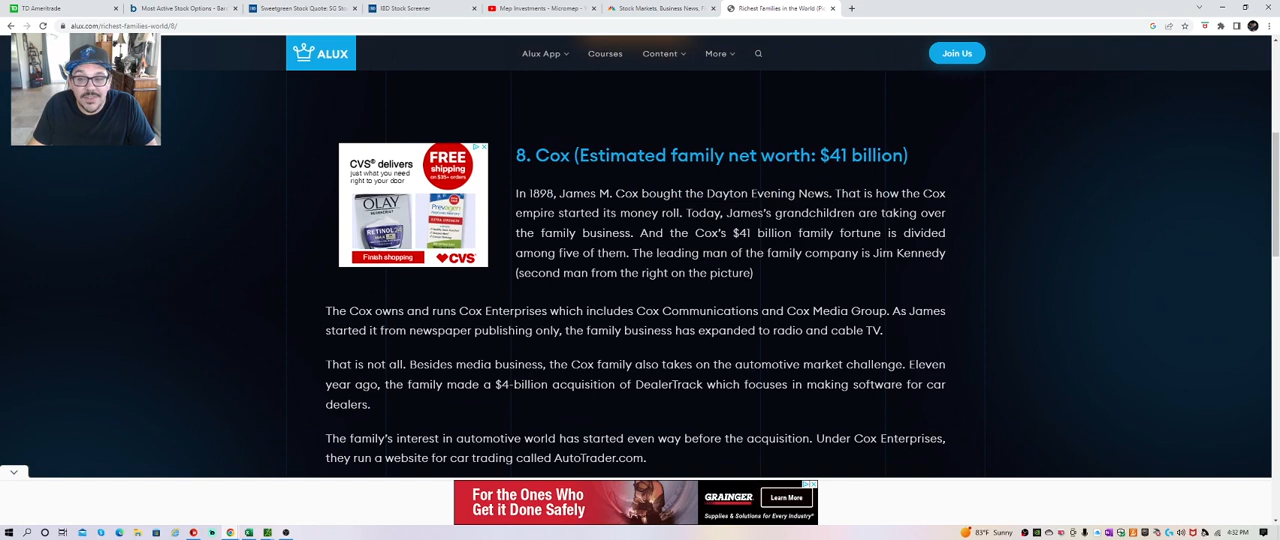 TD Ameritrade
Most Active Stock Options - Bar
Sweetgreen Stock Quote: SG Sto
IBD Stock Screener
Mep Investments - Micromep -
Stock Markets, Business News, Fi
Richest Families in the World (P
alux.com/richest-families-world/8/
ALUX
Alux App
Courses
Content
More
Join Us
CVS® delivers
just what you need
right to your door
FREE
shipping
on $35+ orders
OLAY
RETINOL 24
MAX
Prevagen
EXTRA STRENGTH
Finish shopping
CVS
8. Cox (Estimated family net worth: $41 billion)
In 1898, James M. Cox bought the Dayton Evening News. That is how the Cox
empire started its money roll. Today, James's grandchildren are taking over
the family business. And the Cox's $41 billion family fortune is divided
among five of them. The leading man of the family company is Jim Kennedy
(second man from the right on the picture)
The Cox owns and runs Cox Enterprises which includes Cox Communications and Cox Media Group. As James
started it from newspaper publishing only, the family business has expanded to radio and cable TV.
That is not all. Besides media business, the Cox family also takes on the automotive market challenge. Eleven
year ago, the family made a $4-billion acquisition of DealerTrack which focuses in making software for car
dealers.
The family's interest in automotive world has started even way before the acquisition. Under Cox Enterprises,
they run a website for car trading called AutoTrader.com.
For the Ones Who
Get it Done Safely
GRAINGER
Supplies & Solutions for Every Industry
Learn More
83°F Sunny
4:32 PM